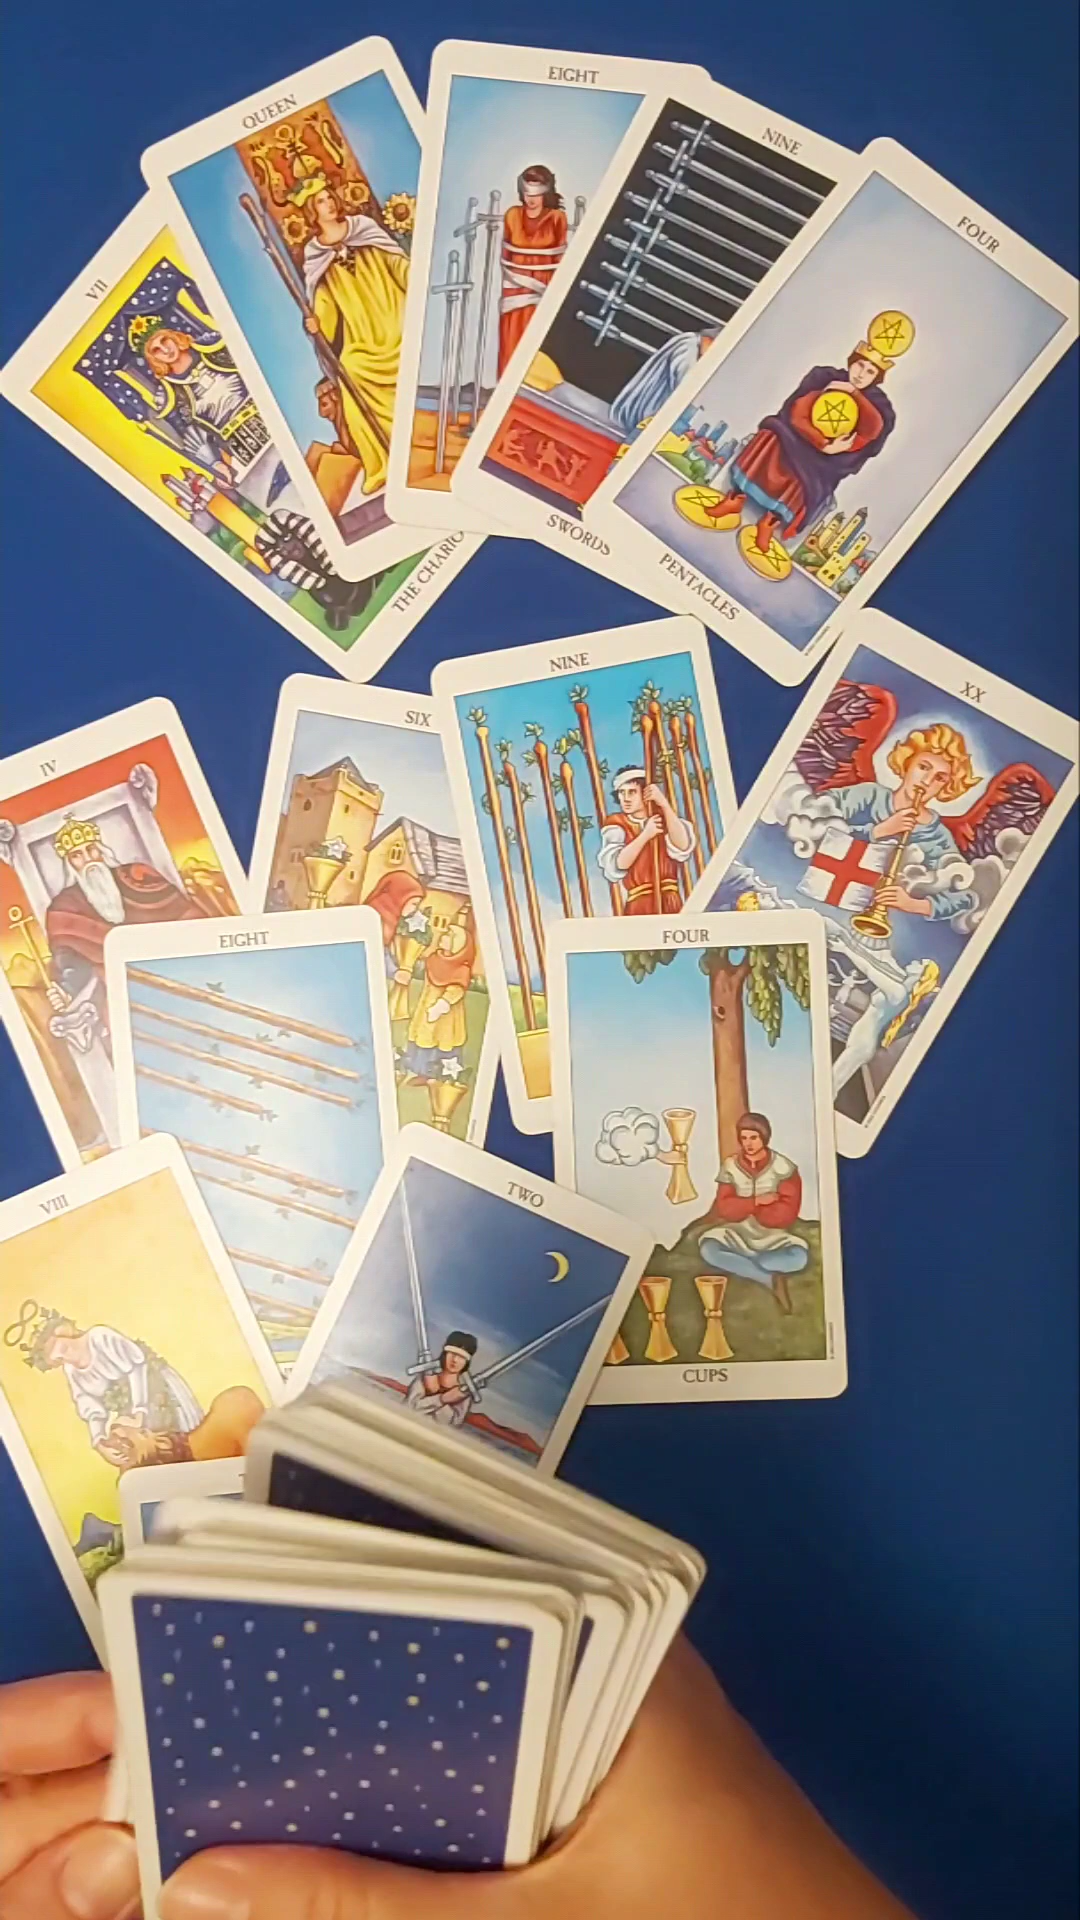 QUEEN
EIGHT
NINE
FOUR
VII
SWORDS
PENTACLES
THE CHARIO
NINE
XX
SIX
IV
EIGHT
FOUR
VIII
TWO
CUPS